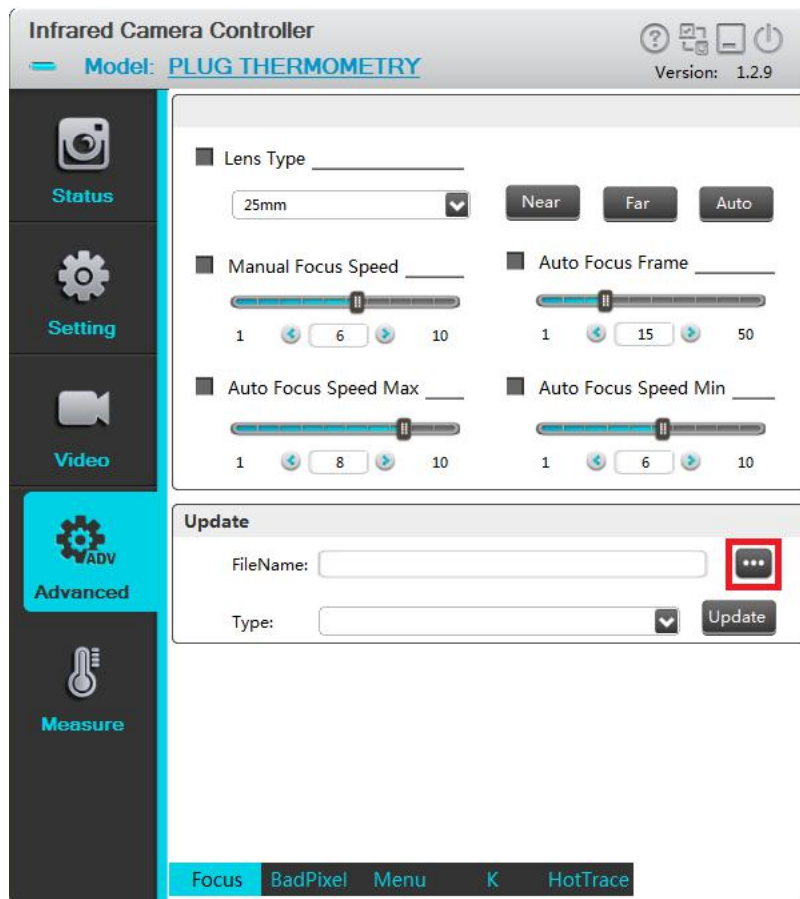 Infrared Camera Controller
Model: PLUG THERMOMETRY
Version: 1.2.9
Status
Setting
Video
ADV
Advanced
Measure
Lens Type
25mm
Near Far Auto
Manual Focus Speed
1 6 10
Auto Focus Frame
1 15 50
Auto Focus Speed Max
1 8 10
Auto Focus Speed Min
1 6 10
Update
FileName:
Type:
Update
Focus BadPixel Menu K HotTrace